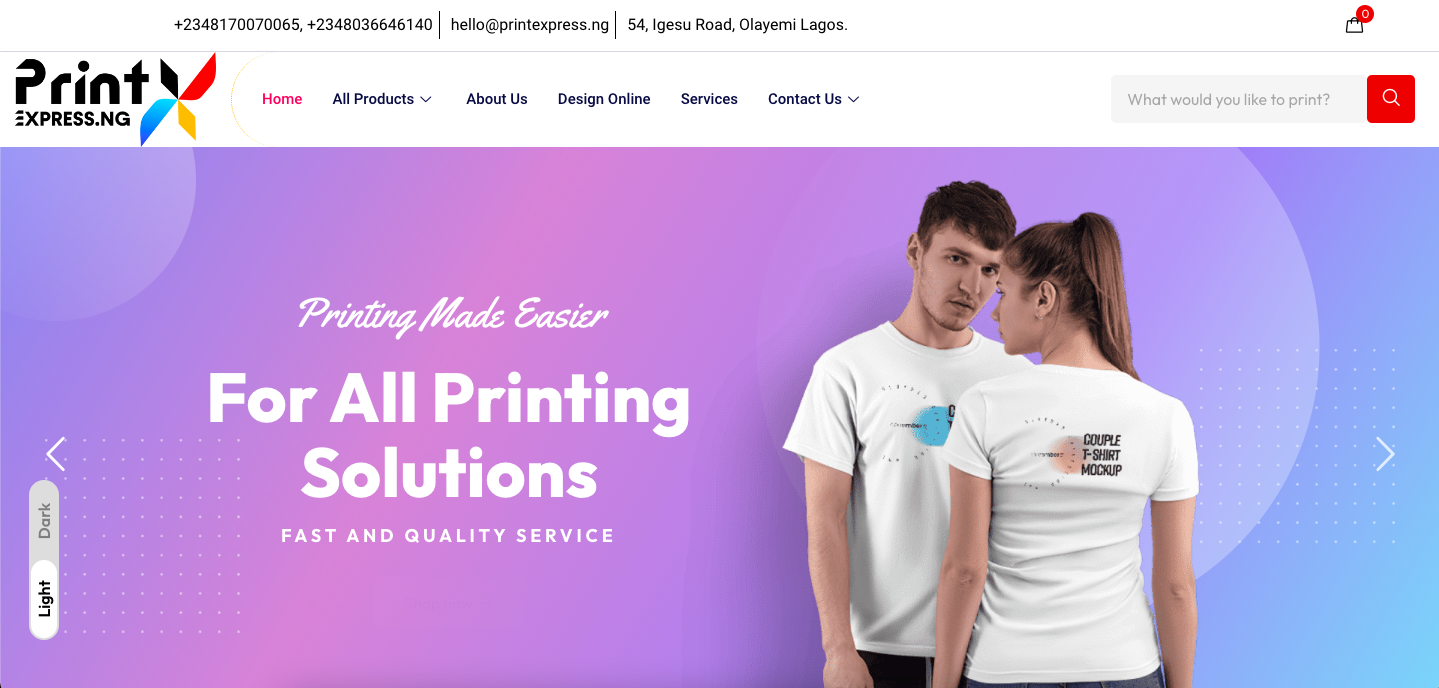 +2348170070065, +2348036646140 hello@printexpress.ng 54, Igesu Road, Olayemi Lagos.
0
Print
EXPRESS.NG
Home All Products About Us Design Online Services Contact Us
What would you like to print?
Printing Made Easier
For All Printing
Solutions
FAST AND QUALITY SERVICE
Dark
Light
COUPLE
T-SHIRT
MOCKUP